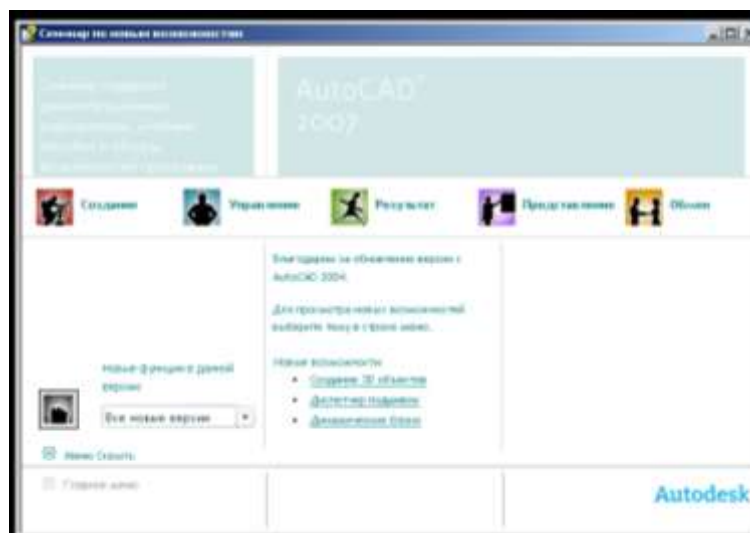 Семинар по новым возможностям
AutoCAD®
2007
Создание
Управление
Результат
Представление
Обмен
Благодарим за обновление версии с
AutoCAD 2004.
Для просмотра новых возможностей
выберите тему в строке меню.
Новые возможности
Создание 3D объектов
Диспетчер подшивок
Динамические блоки
Новые функции в данной
версии
Все новые версии
Меню Скрыть
Главное меню
Autodesk